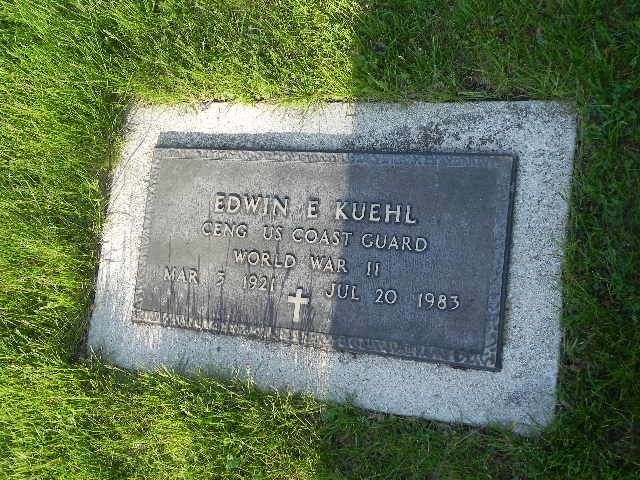 EDWIN E KUEHL
CENG US COAST GUARD
WORLD WAR II
MAR 3 1921 JUL 20 1983